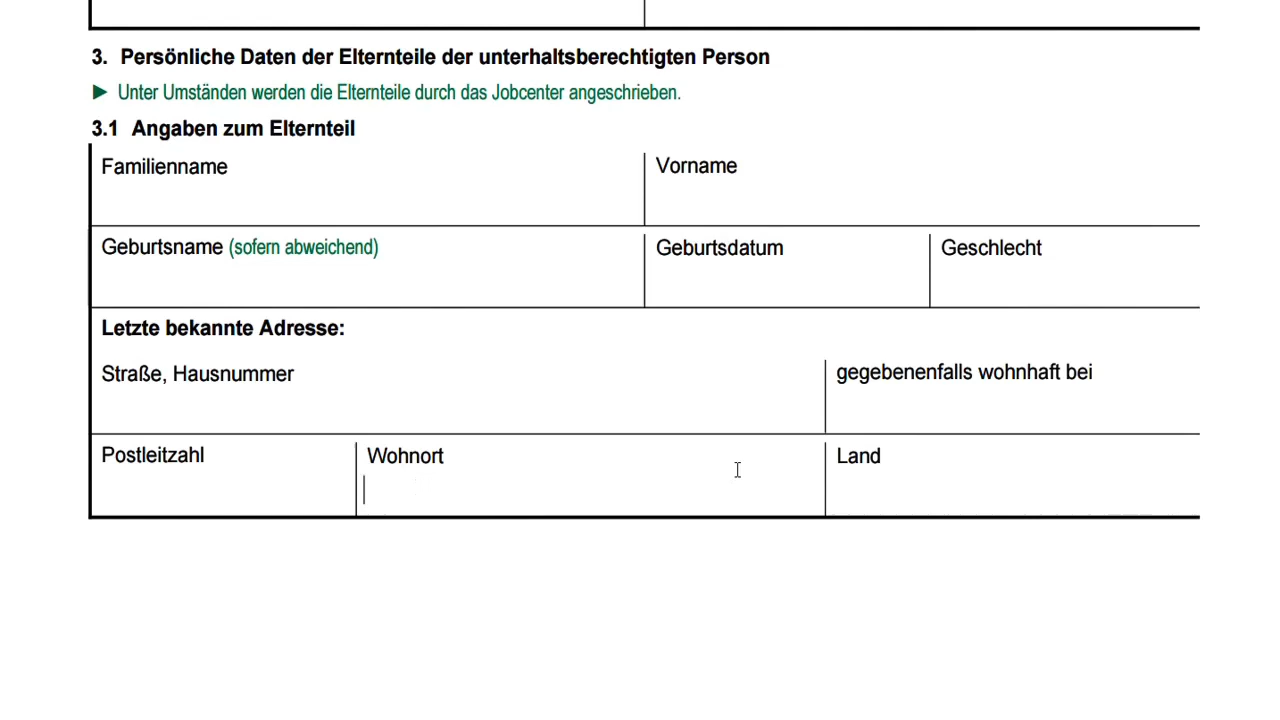 3. Persönliche Daten der Elternteile der unterhaltsberechtigten Person
► Unter Umständen werden die Elternteile durch das Jobcenter angeschrieben.
3.1 Angaben zum Elternteil
Familienname
Vorname
Geburtsname (sofern abweichend)
Geburtsdatum
Geschlecht
Letzte bekannte Adresse:
Straße, Hausnummer
gegebenenfalls wohnhaft bei
Postleitzahl
Wohnort
Land